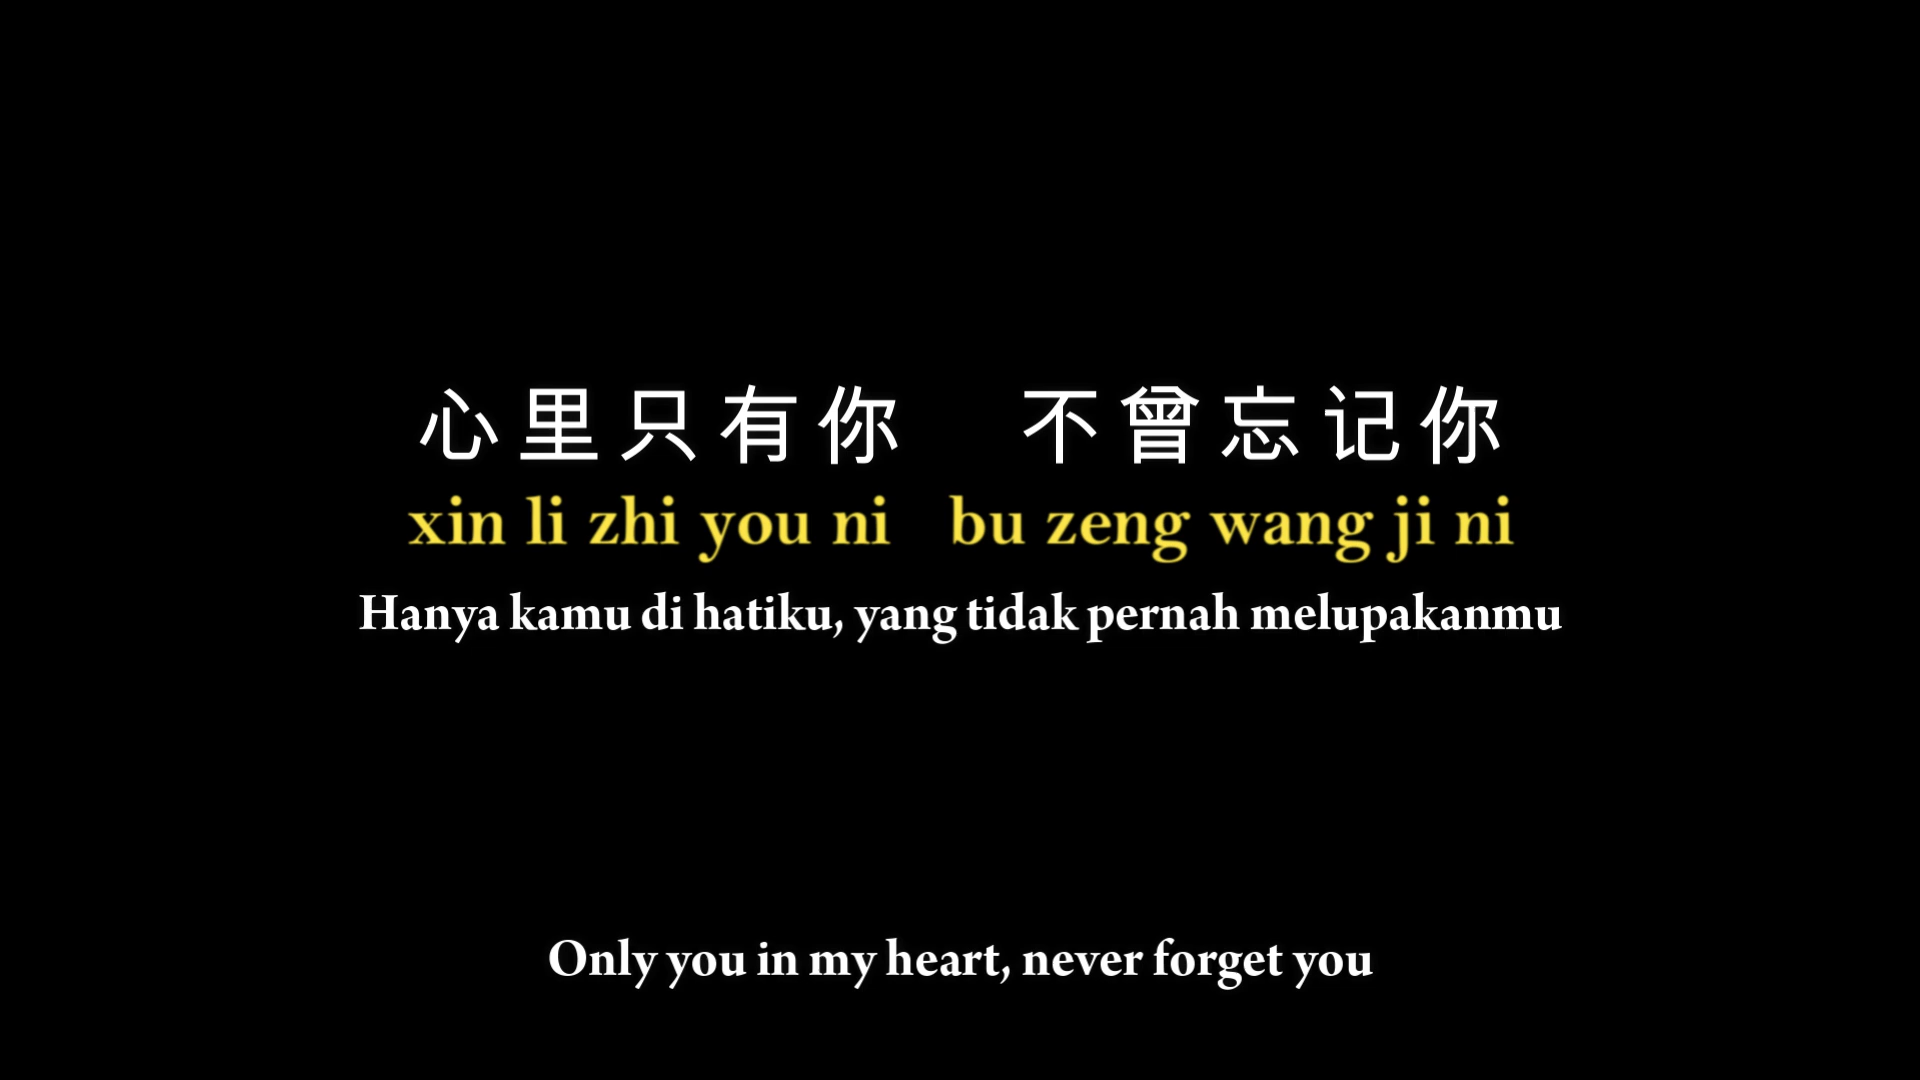 心里只有你 不曾忘记你
xin li zhi you ni bu zeng wang ji ni
Hanya kamu di hatiku, yang tidak pernah melupakanmu
Only you in my heart, never forget you